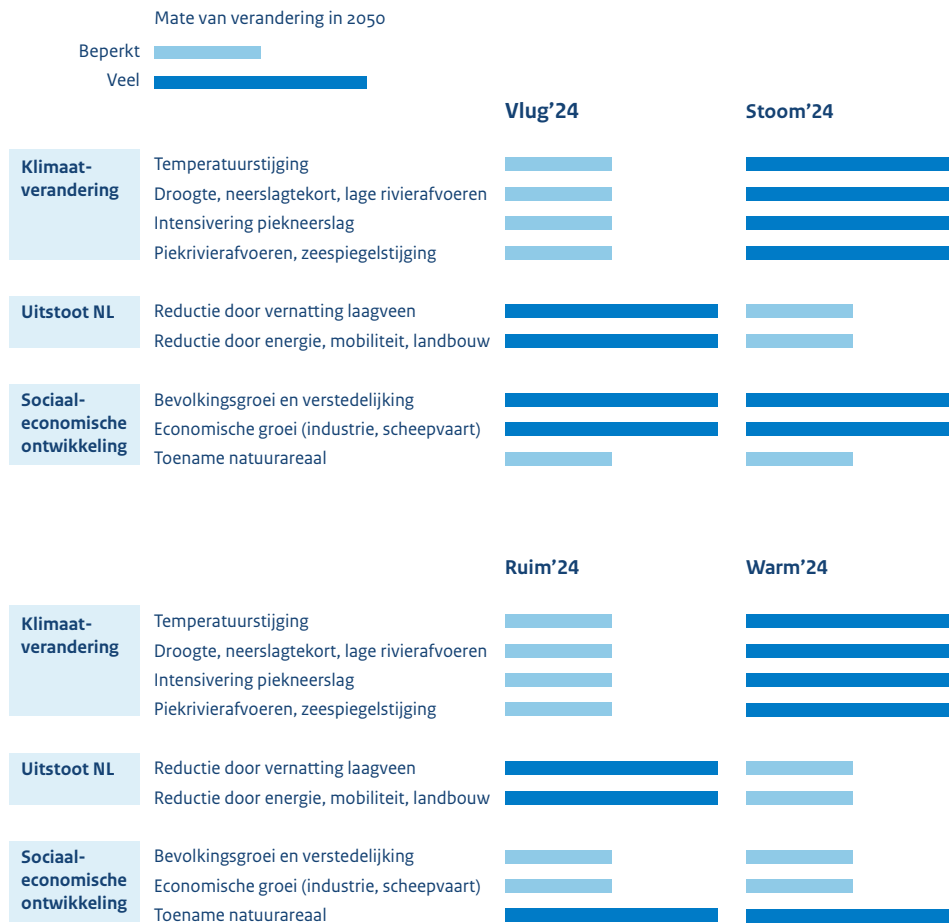 Mate van verandering in 2050
Beperkt
Veel
Vlug’24
Stoom’24
Klimaat-
verandering
Temperatuurstijging
Droogte, neerslagtekort, lage rivierafvoeren
Intensivering piekneerslag
Piekrivierafvoeren, zeespiegelstijging
Uitstoot NL
Reductie door vernatting laagveen
Reductie door energie, mobiliteit, landbouw
Sociaal-
economische
ontwikkeling
Bevolkingsgroei en verstedelijking
Economische groei (industrie, scheepvaart)
Toename natuurareaal
Ruim’24
Warm’24
Klimaat-
verandering
Temperatuurstijging
Droogte, neerslagtekort, lage rivierafvoeren
Intensivering piekneerslag
Piekrivierafvoeren, zeespiegelstijging
Uitstoot NL
Reductie door vernatting laagveen
Reductie door energie, mobiliteit, landbouw
Sociaal-
economische
ontwikkeling
Bevolkingsgroei en verstedelijking
Economische groei (industrie, scheepvaart)
Toename natuurareaal